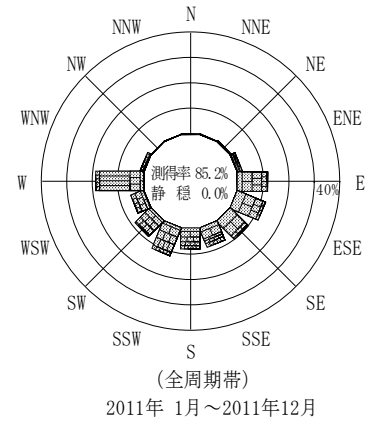 N
NNW NNE
NW NE
WNW ENE
測得率 85.2%
W 40% E
静 穏 0.0%
WSW ESE
SW SE
SSW SSE
S
(全周期帯)
2011年 1月～2011年12月